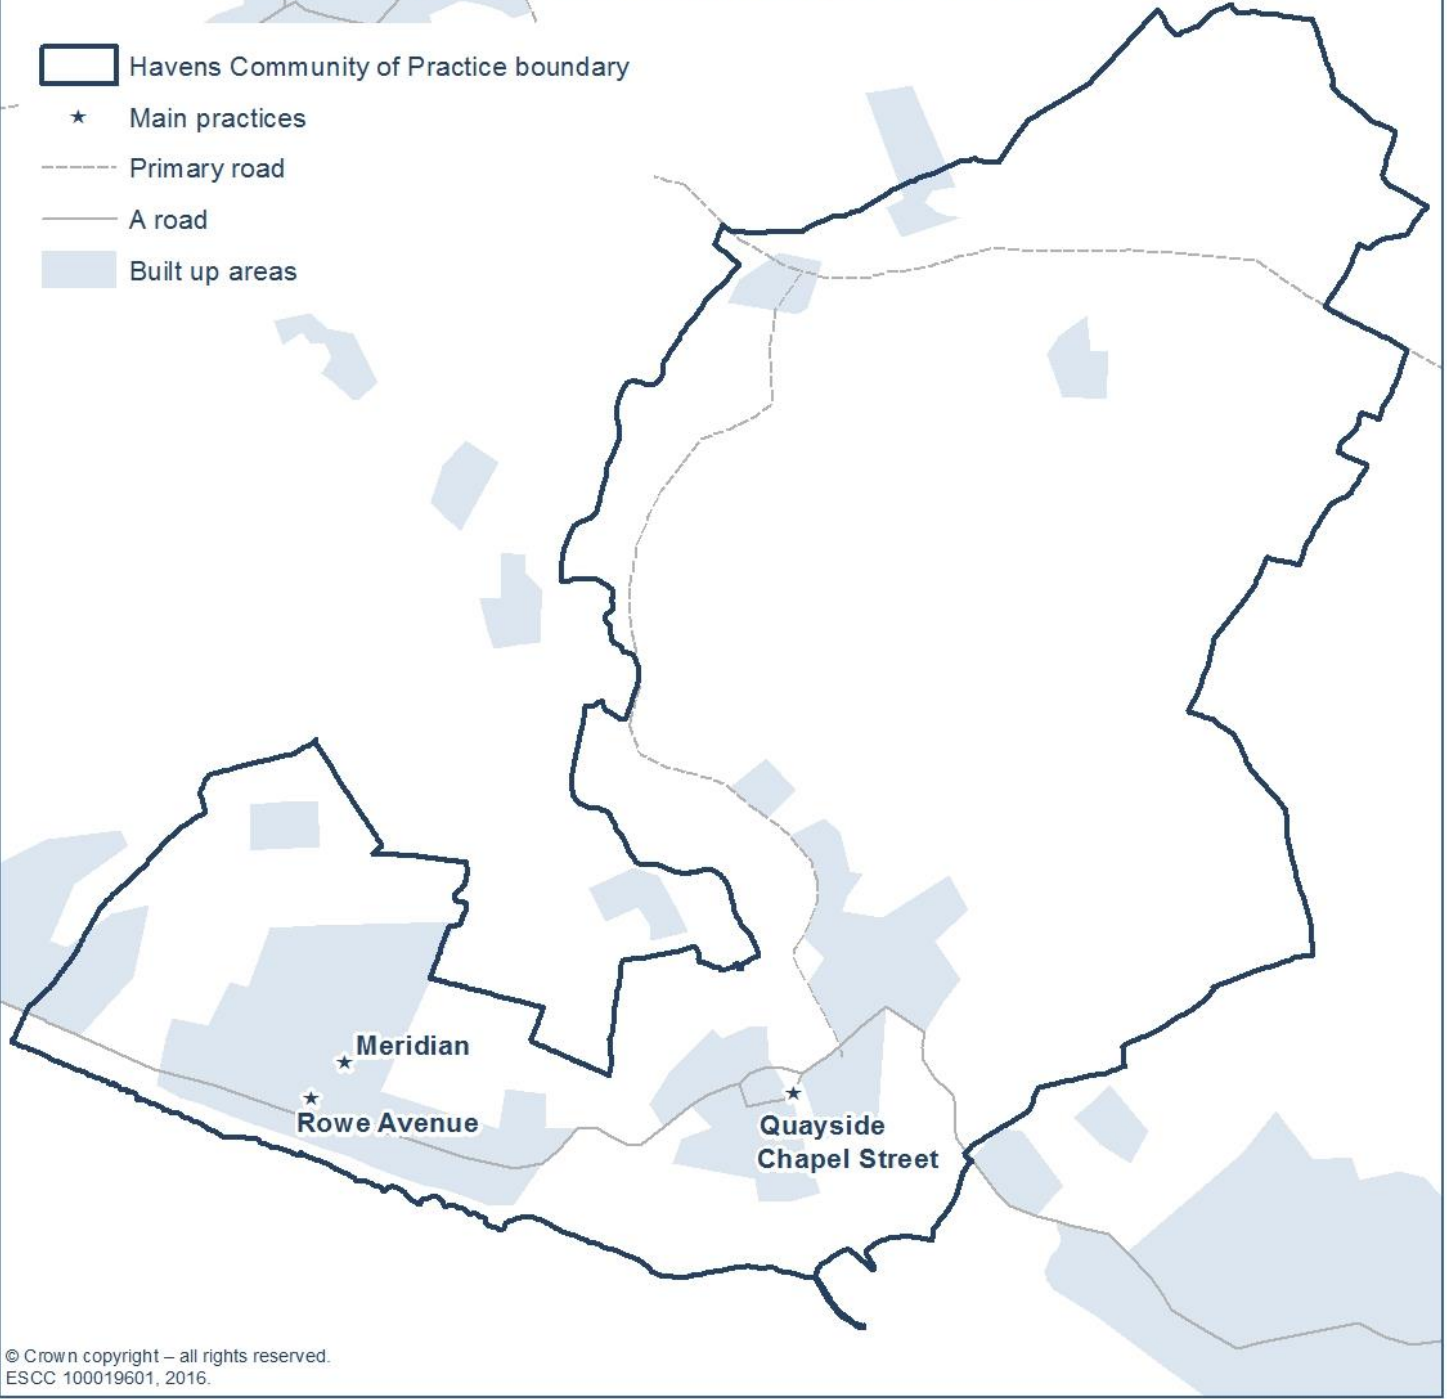 Havens Community of Practice boundary
Main practices
Primary road
A road
Built up areas
Meridian
Rowe Avenue
Quayside
Chapel Street
© Crown copyright – all rights reserved.
ESCC 100019601, 2016.